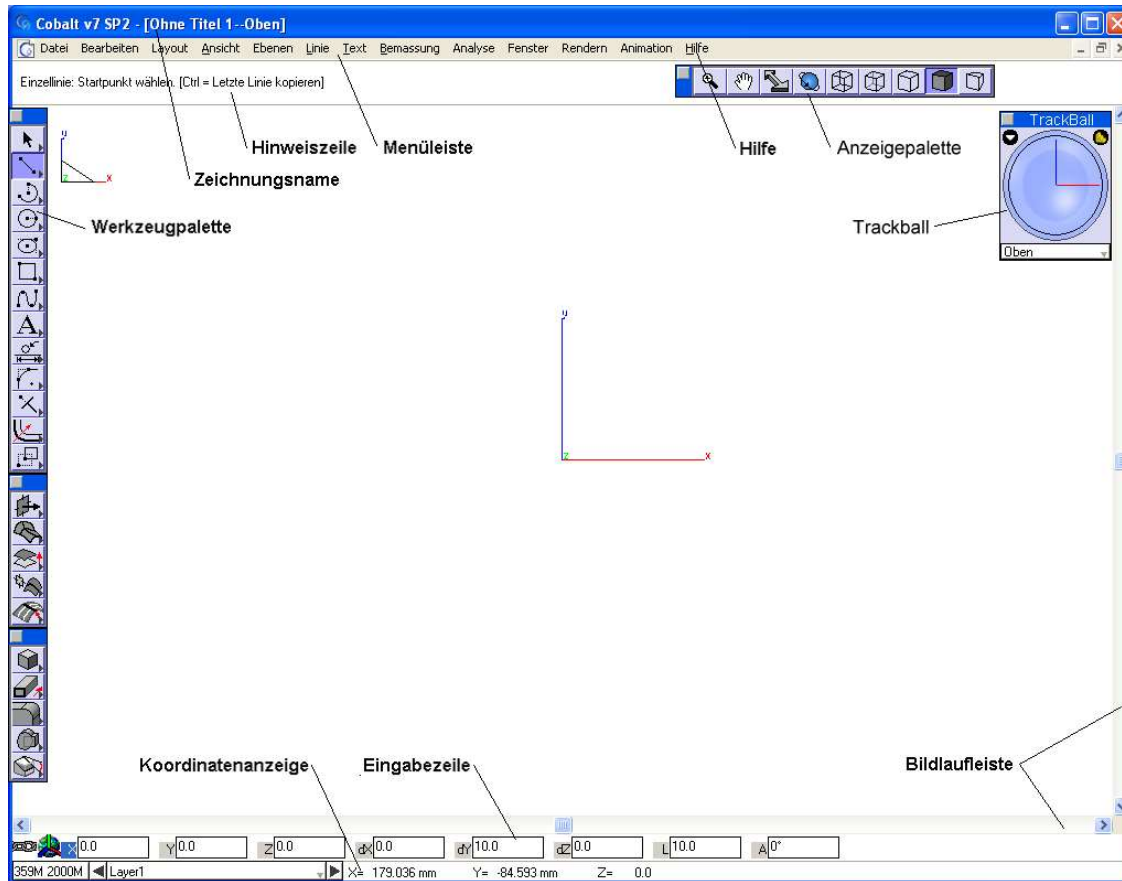 Cobalt v7 SP2 - [Ohne Titel 1--Oben]
Datei Bearbeiten Layout Ansicht Ebenen Linie Text Bemassung Analyse Fenster Rendern Animation Hilfe
Einzellinie: Startpunkt wählen. [Ctrl = Letzte Linie kopieren]
TrackBall
y
z x
Hinweiszeile Menüleiste Hilfe Anzeigepalette
Zeichnungsname
Werkzeugpalette Trackball
Oben
A
y
z x
Koordinatenanzeige Eingabezeile Bildlaufleiste
X 0.0 Y 0.0 Z 0.0 dX 0.0 dY 10.0 dZ 0.0 L 10.0 A 0°
359M 2000M Layer1 X= 179.036 mm Y= -84.593 mm Z= 0.0